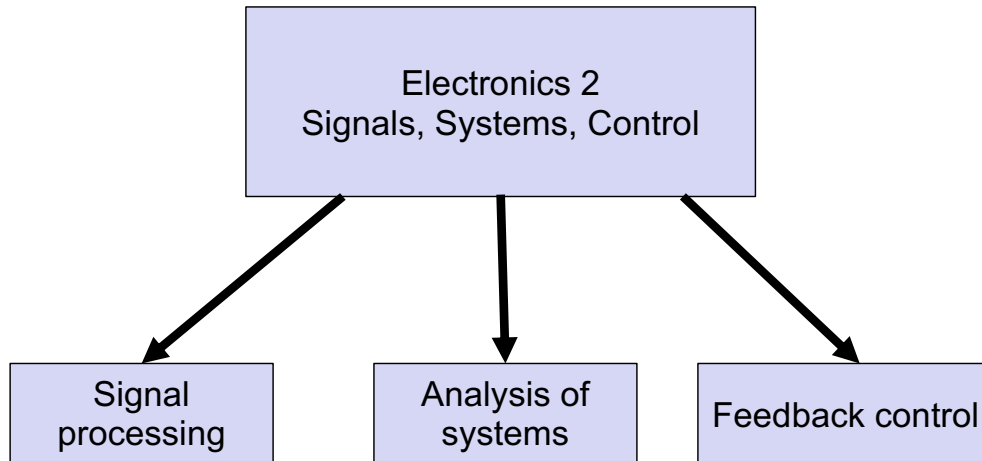 Electronics 2
Signals, Systems, Control
Signal
processing
Analysis of
systems
Feedback control